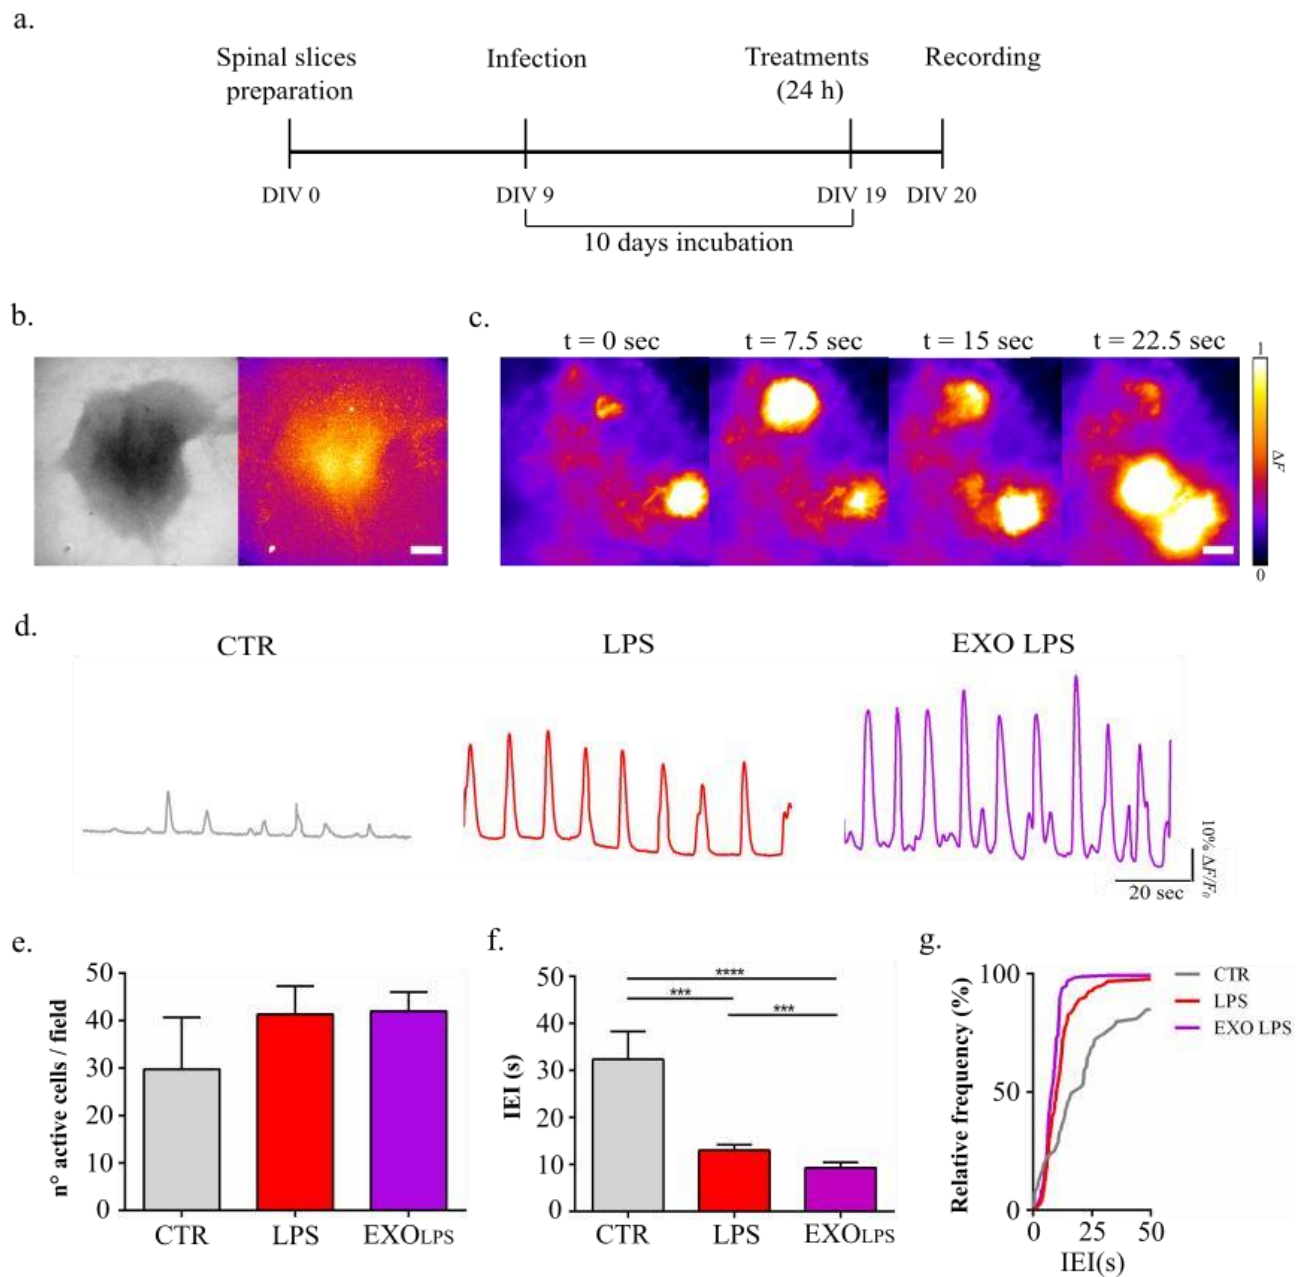 a.
Spinal slices
preparation
Infection
Treatments
(24 h)
Recording
DIV 0
DIV 9
DIV 19
DIV 20
10 days incubation
b.
c.
t = 0 sec
t = 7.5 sec
t = 15 sec
t = 22.5 sec
1
ΔF
0
d.
CTR
LPS
EXO LPS
10% ΔF/F₀
20 sec
e.
n° active cells / field
50
40
30
20
10
0
CTR
LPS
EXOLPS
f.
IEI (s)
50
40
30
20
10
0
****
***
***
CTR
LPS
EXOLPS
g.
Relative frequency (%)
100
50
0
0
25
50
IEI(s)
CTR
LPS
EXO LPS